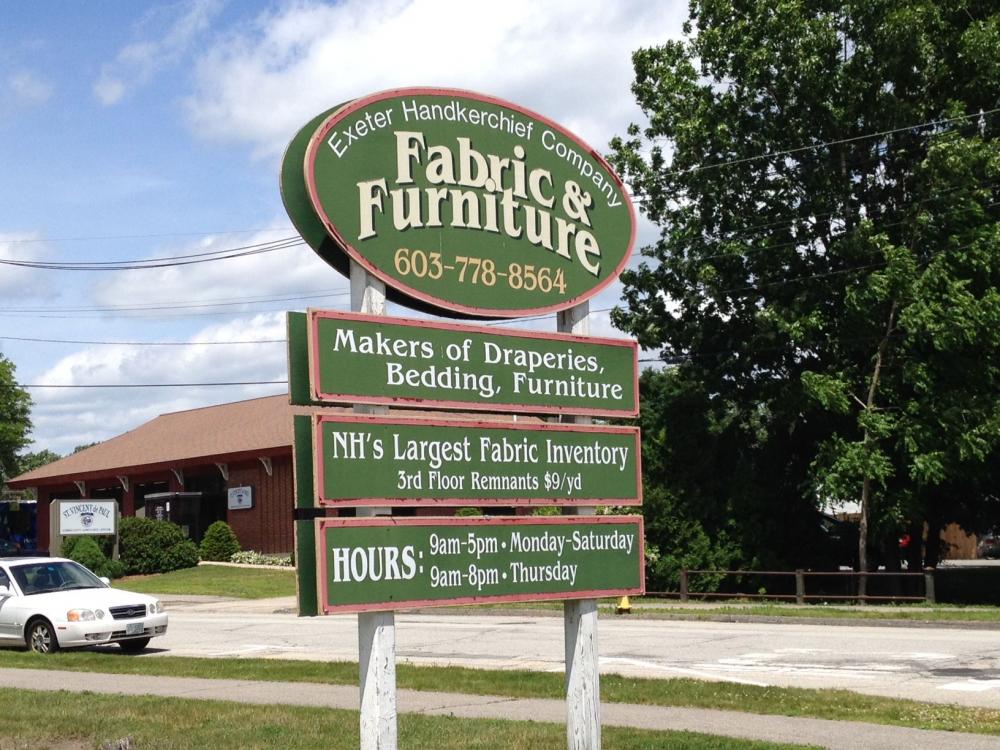 Exeter Handkerchief Company
Fabric &
Furniture
603-778-8564
Makers of Draperies,
Bedding, Furniture
NH's Largest Fabric Inventory
3rd Floor Remnants $9/yd
HOURS: 9am-5pm • Monday-Saturday
9am-8pm • Thursday
ST. VINCENT de PAUL